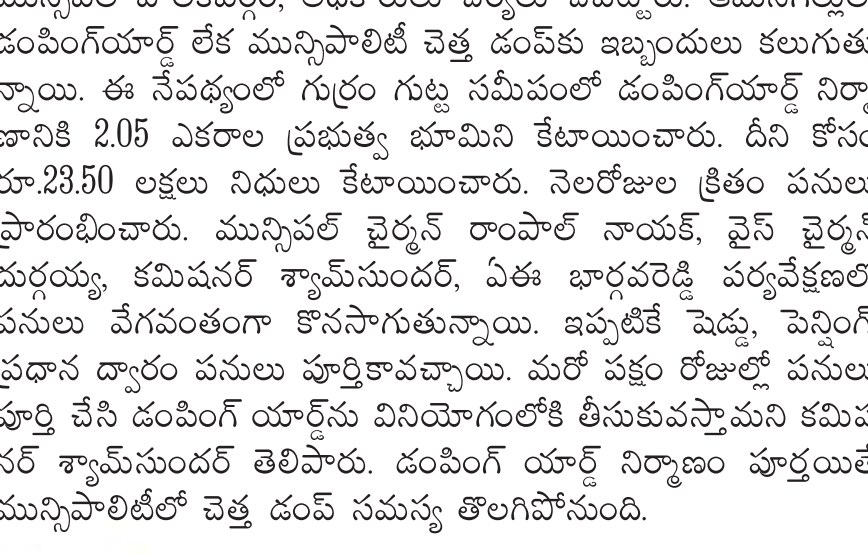 డంపింగ్‌యార్డ్ లేక మున్సిపాలిటీ చెత్త డంప్‌కు ఇబ్బందులు కలుగుతు
న్నాయి. ఈ నేపథ్యంలో గుర్రం గుట్ట సమీపంలో డంపింగ్‌యార్డ్ నిర్మా
ణానికి 2.05 ఎకరాల ప్రభుత్వ భూమిని కేటాయించారు. దీని కోసం
రూ.23.50 లక్షలు నిధులు కేటాయించారు. నెలరోజుల క్రితం పనులు
ప్రారంభించారు. మున్సిపల్ చైర్మన్ రాంపాల్ నాయక్, వైస్ చైర్మన్
దుర్గయ్య, కమిషనర్ శ్యామ్‌సుందర్, ఏఈ భార్గవరెడ్డి పర్యవేక్షణలో
పనులు వేగవంతంగా కొనసాగుతున్నాయి. ఇప్పటికే షెడ్డు, పెన్షింగ్
ప్రధాన ద్వారం పనులు పూర్తికావచ్చాయి. మరో పక్షం రోజుల్లో పనులు
పూర్తి చేసి డంపింగ్ యార్డ్‌ను వినియోగంలోకి తీసుకువస్తామని కమిష
నర్ శ్యామ్‌సుందర్ తెలిపారు. డంపింగ్ యార్డ్ నిర్మాణం పూర్తయితే
మున్సిపాలిటీలో చెత్త డంప్ సమస్య తొలగిపోనుంది.